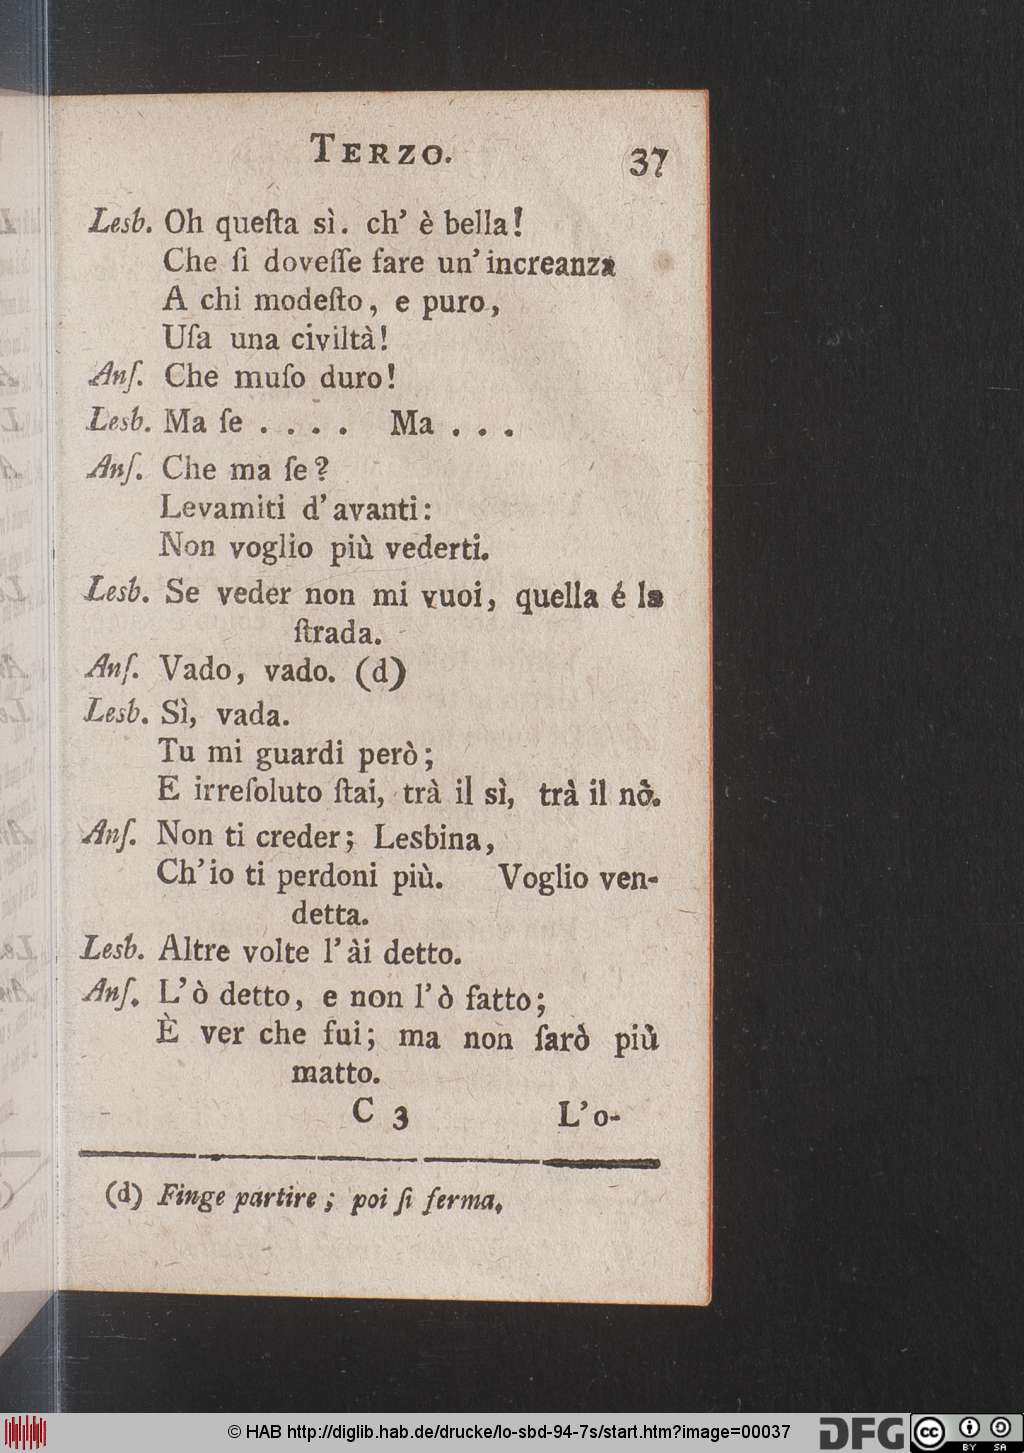 TERZO.
37
Lesb. Oh queſta sì. ch' è bella!
Che ſi doveſſe fare un' increanza
A chi modeſto, e puro,
Uſa una civiltà!
Anſ. Che muſo duro!
Lesb. Ma ſe . . . . Ma . . .
Anſ. Che ma ſe?
Levamiti d' avanti:
Non voglio più vederti.
Lesb. Se veder non mi vuoi, quella é la
ſtrada.
Anſ. Vado, vado. (d)
Lesb. Sì, vada.
Tu mi guardi però;
E irreſoluto ſtai, trà il sì, trà il nò.
Anſ. Non ti creder; Lesbina,
Ch' io ti perdoni più. Voglio ven-
detta.
Lesb. Altre volte l' ài detto.
Anſ. L' ò detto, e non l' ò fatto;
È ver che fui; ma non ſarò più
matto.
C 3 L' o-
(d) Finge partire; poi ſi ferma.
© HAB http://diglib.hab.de/drucke/lo-sbd-94-7s/start.htm?image=00037
DFG
cc
BY SA